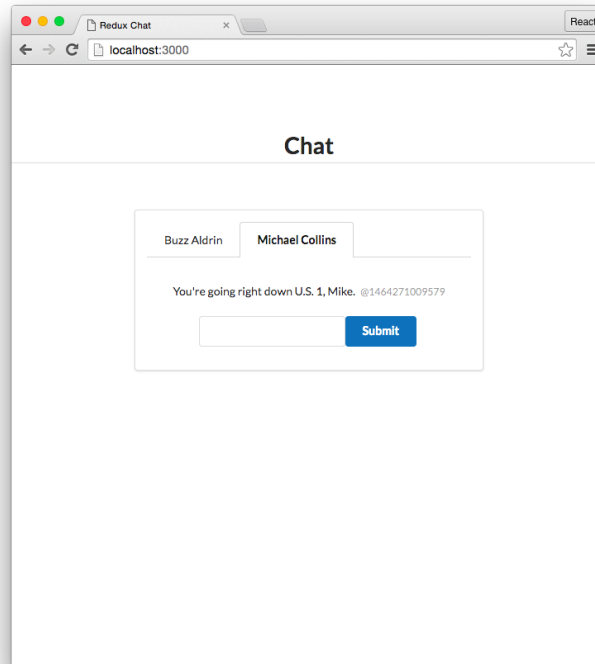 Redux Chat
React
localhost:3000
Chat
Buzz Aldrin
Michael Collins
You're going right down U.S. 1, Mike. @1464271009579
Submit